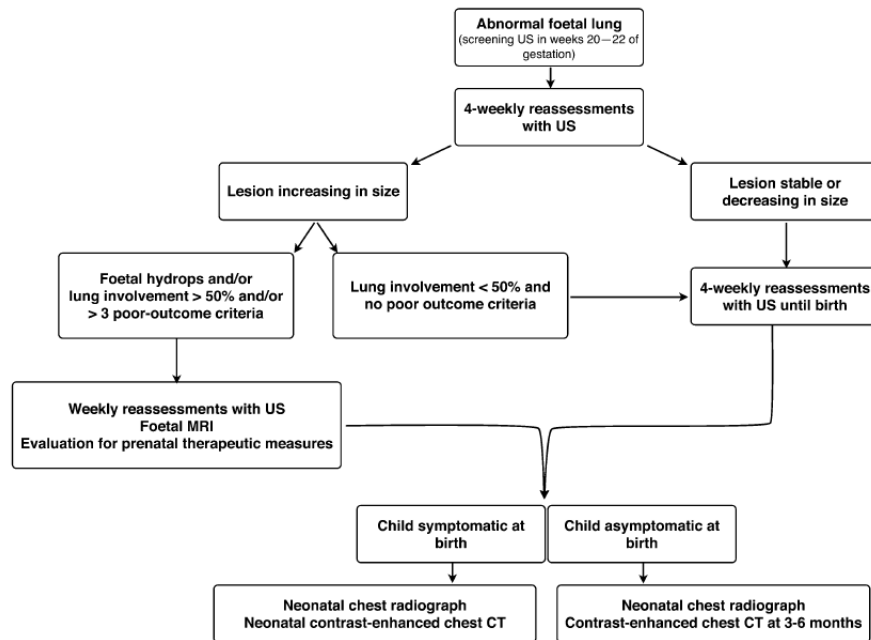 Abnormal foetal lung
(screening US in weeks 20—22 of
gestation)
4-weekly reassessments
with US
Lesion increasing in size
Lesion stable or
decreasing in size
Foetal hydrops and/or
lung involvement > 50% and/or
> 3 poor-outcome criteria
Lung involvement < 50% and
no poor outcome criteria
4-weekly reassessments
with US until birth
Weekly reassessments with US
Foetal MRI
Evaluation for prenatal therapeutic measures
Child symptomatic at
birth
Child asymptomatic at
birth
Neonatal chest radiograph
Neonatal contrast-enhanced chest CT
Neonatal chest radiograph
Contrast-enhanced chest CT at 3-6 months